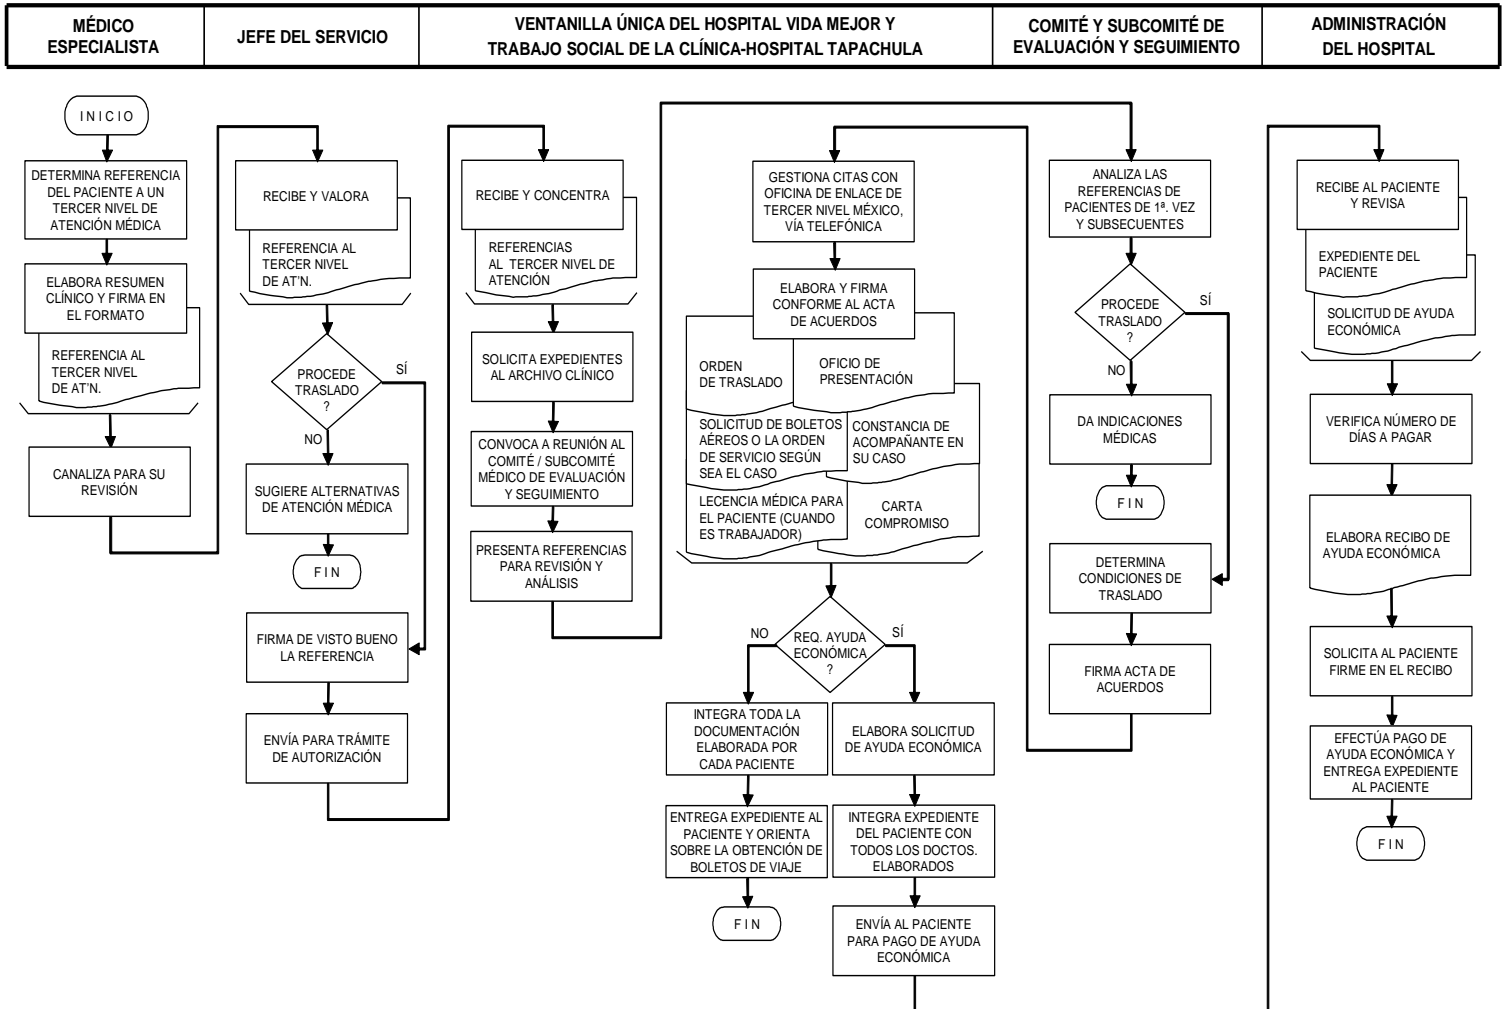 MÉDICO
ESPECIALISTA
JEFE DEL SERVICIO
VENTANILLA ÚNICA DEL HOSPITAL VIDA MEJOR Y
TRABAJO SOCIAL DE LA CLÍNICA-HOSPITAL TAPACHULA
COMITÉ Y SUBCOMITÉ DE
EVALUACIÓN Y SEGUIMIENTO
ADMINISTRACIÓN
DEL HOSPITAL
INICIO
DETERMINA REFERENCIA
DEL PACIENTE A UN
TERCER NIVEL DE
ATENCIÓN MÉDICA
ELABORA RESUMEN
CLÍNICO Y FIRMA EN
EL FORMATO
REFERENCIA AL
TERCER NIVEL
DE AT'N.
CANALIZA PARA SU
REVISIÓN
RECIBE Y VALORA
REFERENCIA AL
TERCER NIVEL
DE AT'N.
PROCEDE
TRASLADO
?
SÍ
NO
SUGIERE ALTERNATIVAS
DE ATENCIÓN MÉDICA
FIN
FIRMA DE VISTO BUENO
LA REFERENCIA
ENVÍA PARA TRÁMITE
DE AUTORIZACIÓN
RECIBE Y CONCENTRA
REFERENCIAS
AL TERCER NIVEL DE
ATENCIÓN
SOLICITA EXPEDIENTES
AL ARCHIVO CLÍNICO
CONVOCA A REUNIÓN AL
COMITÉ / SUBCOMITÉ
MÉDICO DE EVALUACIÓN
Y SEGUIMIENTO
PRESENTA REFERENCIAS
PARA REVISIÓN Y
ANÁLISIS
GESTIONA CITAS CON
OFICINA DE ENLACE DE
TERCER NIVEL MÉXICO,
VÍA TELEFÓNICA
ELABORA Y FIRMA
CONFORME AL ACTA
DE ACUERDOS
ORDEN
DE TRASLADO
OFICIO DE
PRESENTACIÓN
SOLICITUD DE BOLETOS
AÉREOS O LA ORDEN
DE SERVICIO SEGÚN
SEA EL CASO
CONSTANCIA DE
ACOMPAÑANTE EN
SU CASO
LECENCIA MÉDICA PARA
EL PACIENTE (CUANDO
ES TRABAJADOR)
CARTA
COMPROMISO
REQ. AYUDA
ECONÓMICA
?
NO
SÍ
INTEGRA TODA LA
DOCUMENTACIÓN
ELABORADA POR
CADA PACIENTE
ENTREGA EXPEDIENTE AL
PACIENTE Y ORIENTA
SOBRE LA OBTENCIÓN DE
BOLETOS DE VIAJE
FIN
ELABORA SOLICITUD
DE AYUDA ECONÓMICA
INTEGRA EXPEDIENTE
DEL PACIENTE CON
TODOS LOS DOCTOS.
ELABORADOS
ENVÍA AL PACIENTE
PARA PAGO DE AYUDA
ECONÓMICA
ANALIZA LAS
REFERENCIAS DE
PACIENTES DE 1ª. VEZ
Y SUBSECUENTES
PROCEDE
TRASLADO
?
SÍ
NO
DA INDICACIONES
MÉDICAS
FIN
DETERMINA
CONDICIONES DE
TRASLADO
FIRMA ACTA DE
ACUERDOS
RECIBE AL PACIENTE
Y REVISA
EXPEDIENTE DEL
PACIENTE
SOLICITUD DE AYUDA
ECONÓMICA
VERIFICA NÚMERO DE
DÍAS A PAGAR
ELABORA RECIBO DE
AYUDA ECONÓMICA
SOLICITA AL PACIENTE
FIRME EN EL RECIBO
EFECTÚA PAGO DE
AYUDA ECONÓMICA Y
ENTREGA EXPEDIENTE
AL PACIENTE
FIN